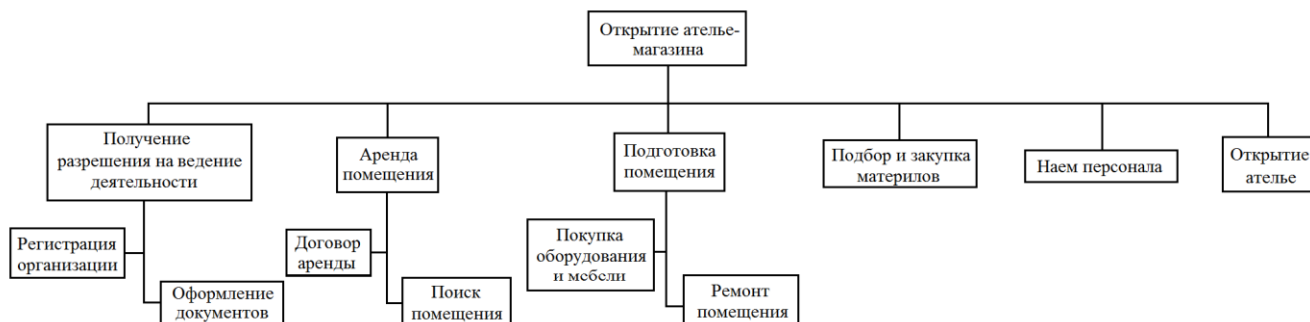 Открытие ателье-
магазина
Получение
разрешения на ведение
деятельности
Аренда
помещения
Подготовка
помещения
Подбор и закупка
материлов
Наем персонала
Открытие
ателье
Регистрация
организации
Оформление
документов
Договор
аренды
Поиск
помещения
Покупка
оборудования
и мебели
Ремонт
помещения